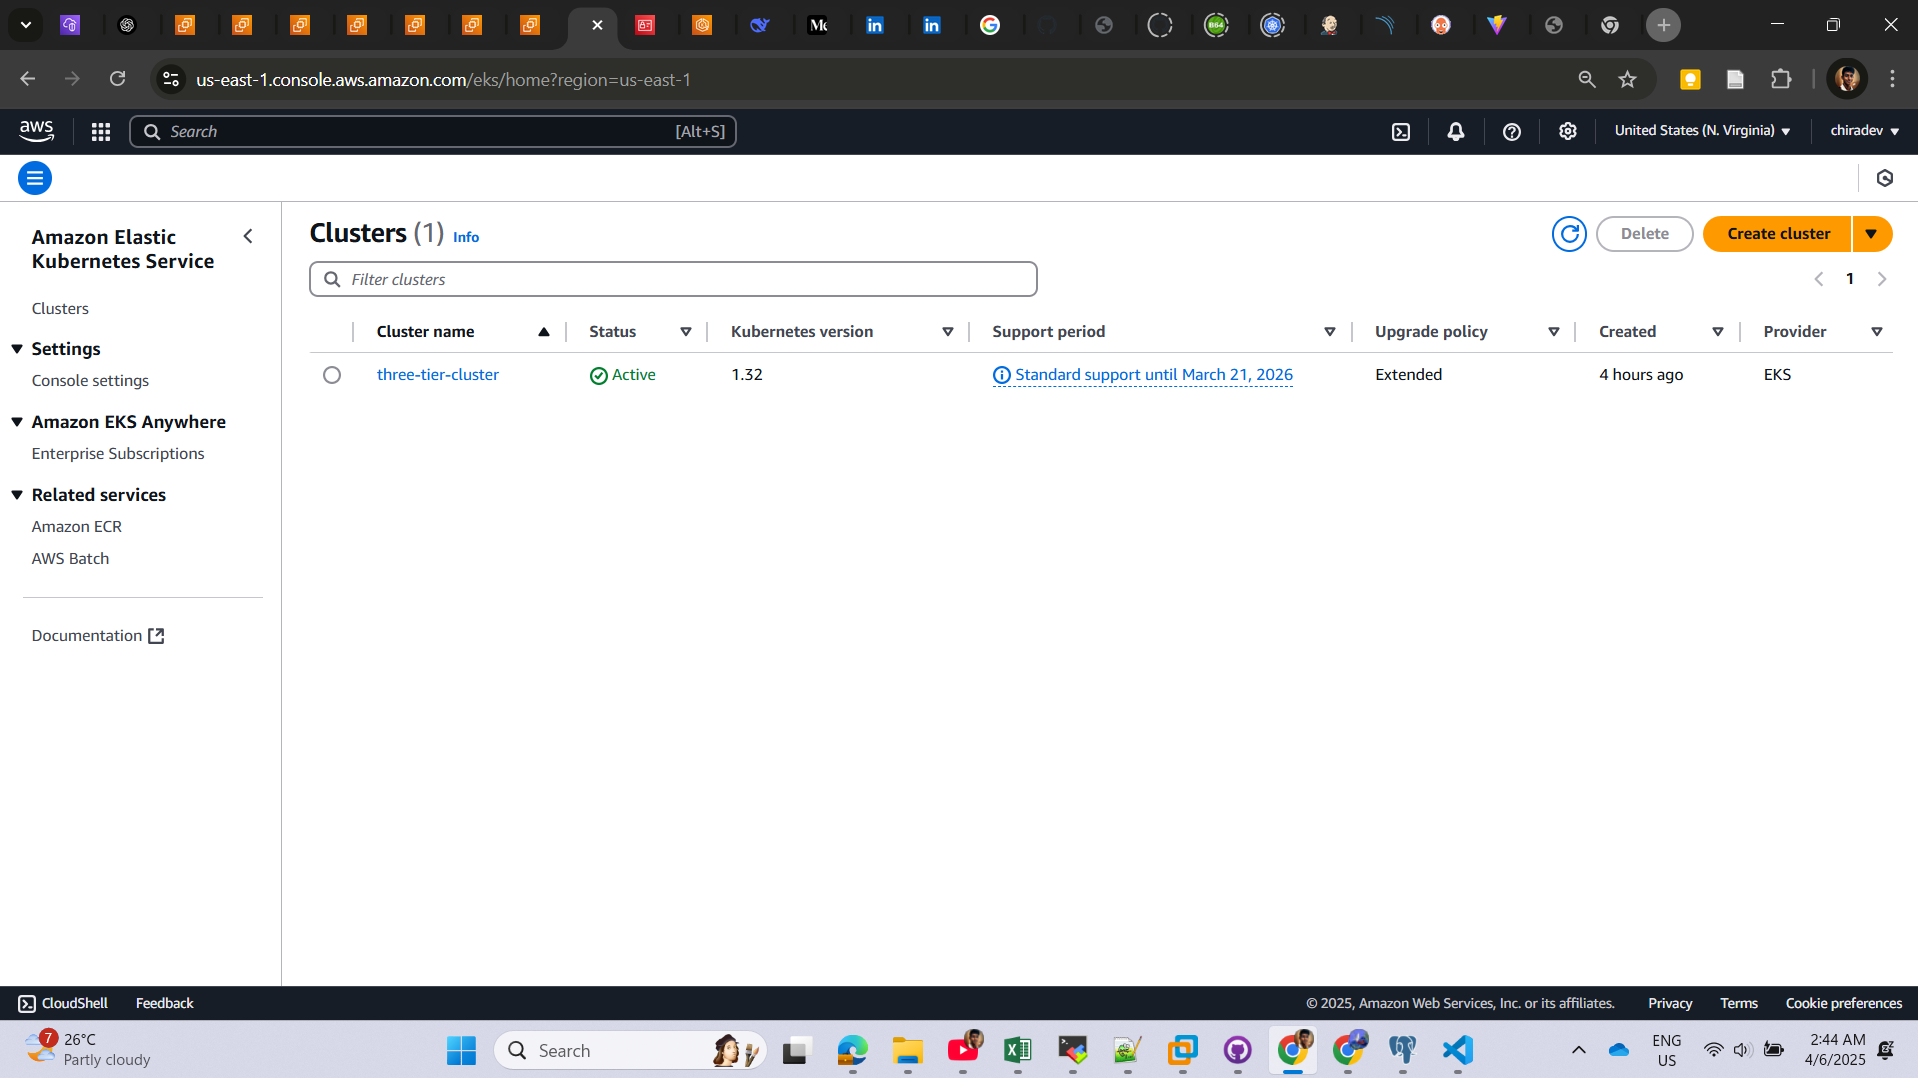 B64
Me
us-east-1.console.aws.amazon.com/eks/home?region=us-east-1
aws
Search
[Alt+S]
United States (N. Virginia)
chiradev
Amazon Elastic
Kubernetes Service
Clusters
Settings
Console settings
Amazon EKS Anywhere
Enterprise Subscriptions
Related services
Amazon ECR
AWS Batch
Documentation
Clusters (1) Info
Delete
Create cluster
Filter clusters
1
Cluster name Status Kubernetes version Support period Upgrade policy Created Provider
three-tier-cluster Active 1.32 Standard support until March 21, 2026 Extended 4 hours ago EKS
CloudShell Feedback
© 2025, Amazon Web Services, Inc. or its affiliates. Privacy Terms Cookie preferences
7
26°C
Partly cloudy
Search
ENG
US
2:44 AM
4/6/2025